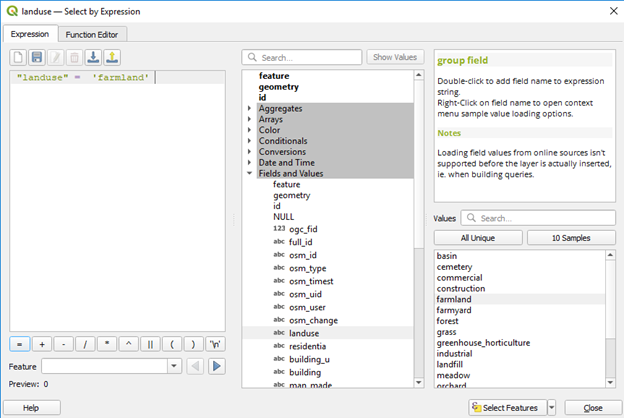 landuse — Select by Expression
Expression
Function Editor
"landuse" = 'farmland'
= + - / * ^ || ( ) '\n'
Feature
Preview: 0
Help
Search...
Show Values
feature
geometry
id
Aggregates
Arrays
Color
Conditionals
Conversions
Date and Time
Fields and Values
feature
geometry
id
NULL
123 ogc_fid
abc full_id
abc osm_id
abc osm_type
abc osm_timest
abc osm_uid
abc osm_user
abc osm_change
abc landuse
abc residentia
abc building_u
abc building
abc man_made
group field
Double-click to add field name to expression
string.
Right-Click on field name to open context
menu sample value loading options.
Notes
Loading field values from online sources isn't
supported before the layer is actually inserted,
ie. when building queries.
Values
Search...
All Unique
10 Samples
basin
cemetery
commercial
construction
farmland
farmyard
forest
grass
greenhouse_horticulture
industrial
landfill
meadow
orchard
Select Features
Close